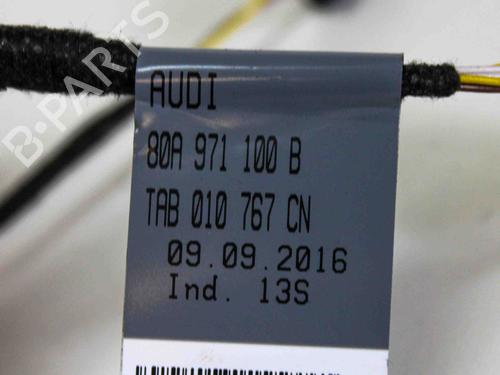 B-PARTS
AUDI
80A 971 100 B
TAB 010 767 CN
09.09.2016
Ind. 13S